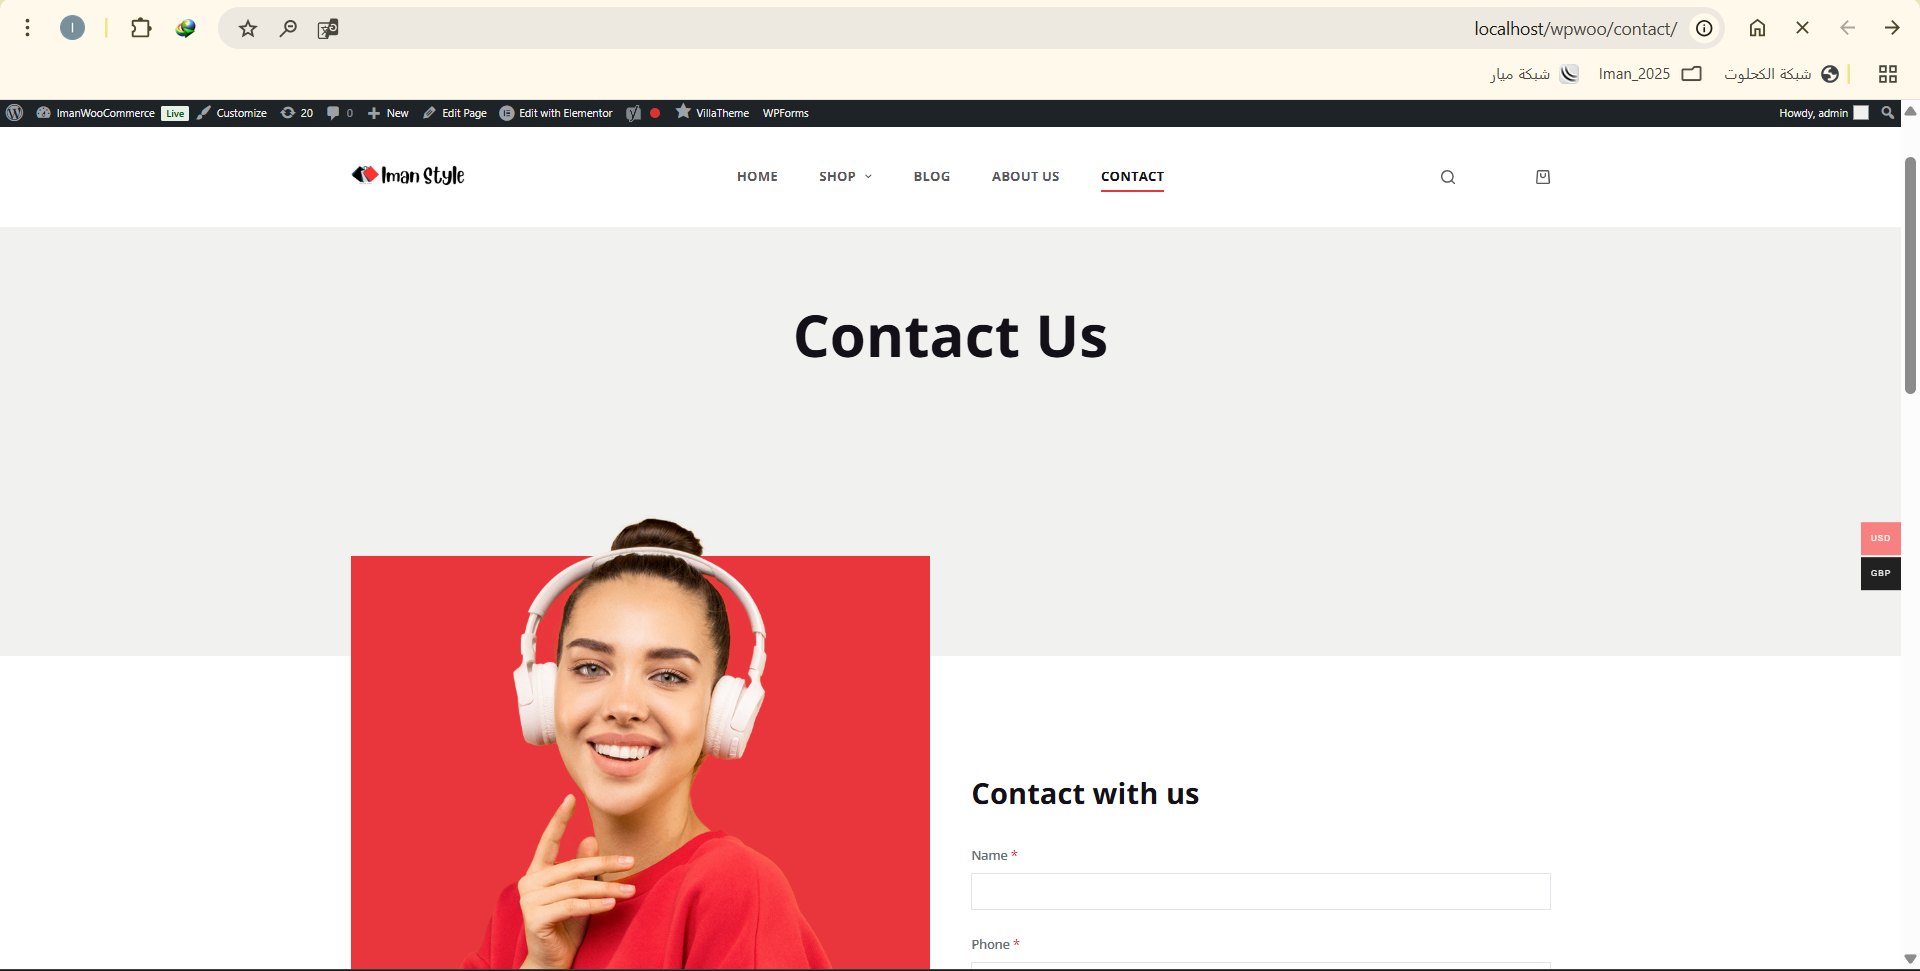 localhost/wpwoo/contact/
شبكة الكحلوت
Iman_2025
شبكة ميار
ImanWooCommerce Live Customize 20 0 New Edit Page Edit with Elementor VillaTheme WPForms Howdy, admin
Iman Style
HOME SHOP BLOG ABOUT US CONTACT
Contact Us
USD
GBP
Contact with us
Name *
Phone *